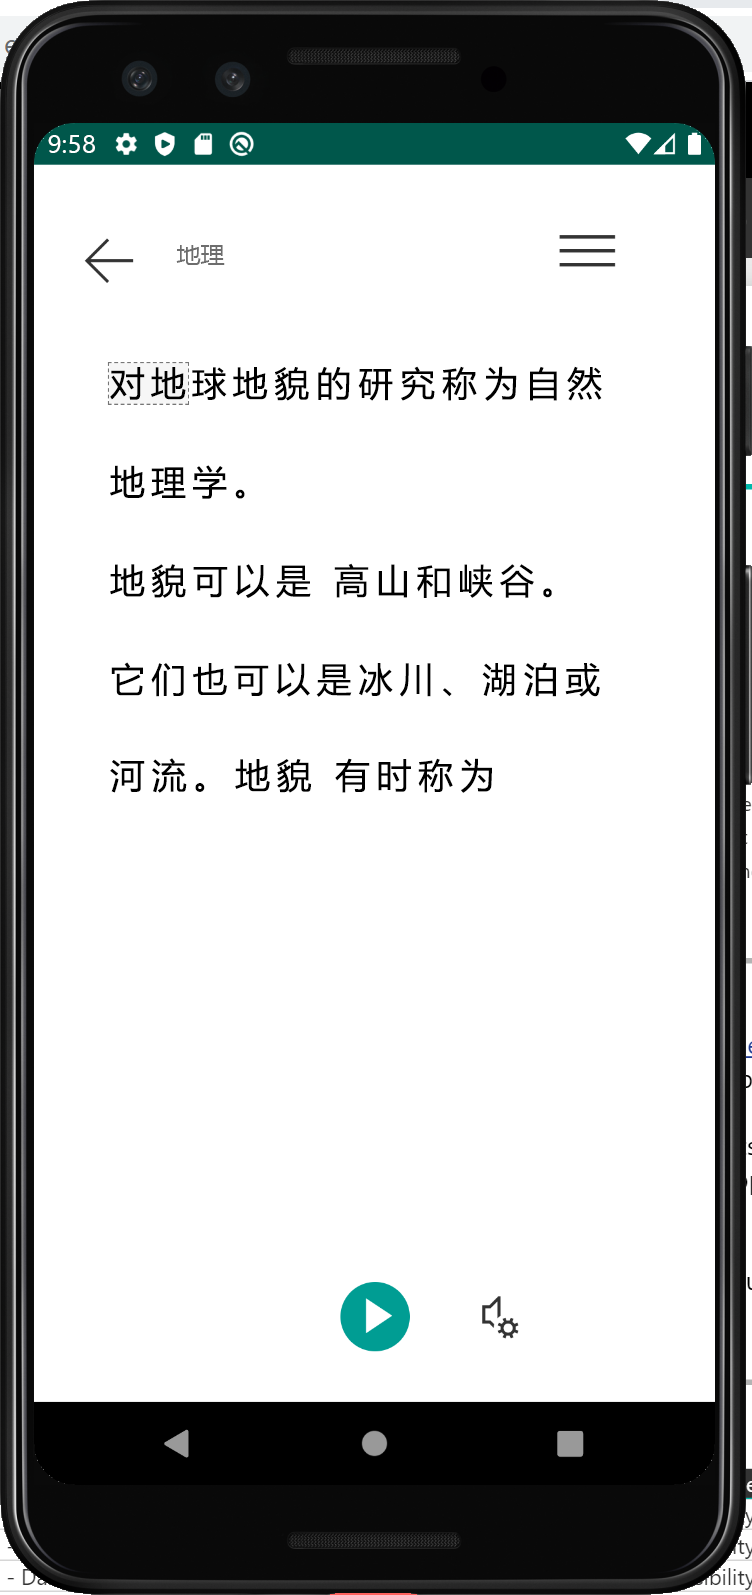 9:58
地理
对地球地貌的研究称为自然
地理学。
地貌可以是 高山和峡谷。
它们也可以是冰川、湖泊或
河流。地貌 有时称为
- Da